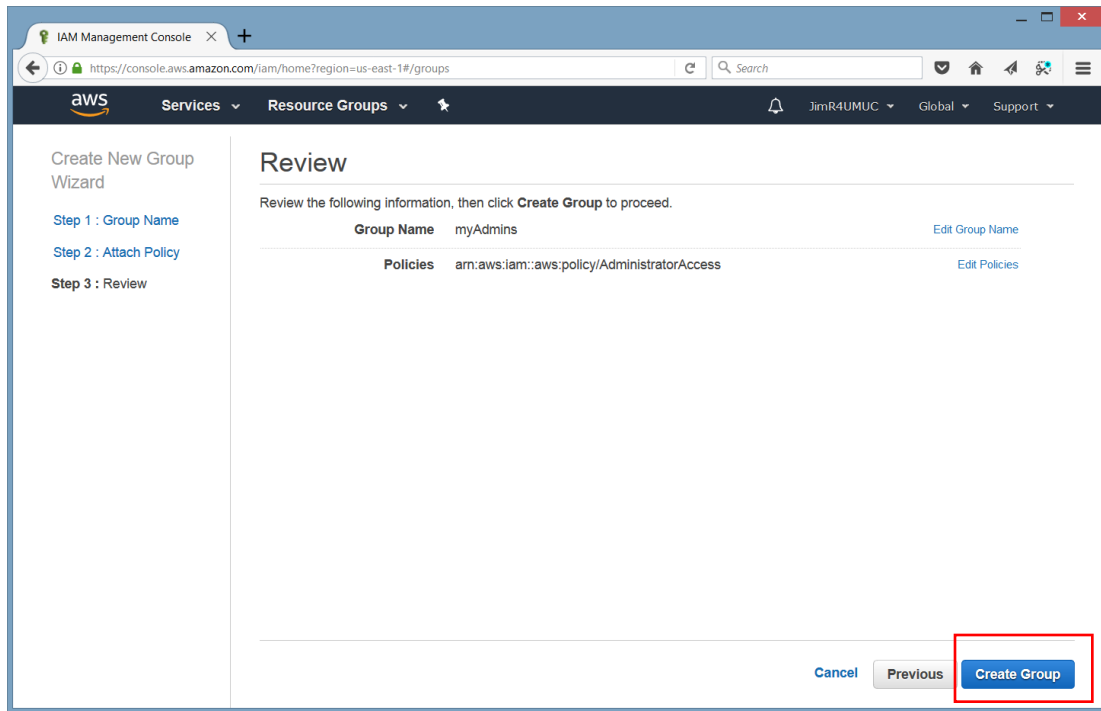 IAM Management Console
https://console.aws.amazon.com/iam/home?region=us-east-1#/groups
Search
aws Services Resource Groups JimR4UMUC Global Support
Create New Group
Wizard
Step 1 : Group Name
Step 2 : Attach Policy
Step 3 : Review
Review
Review the following information, then click Create Group to proceed.
Group Name myAdmins Edit Group Name
Policies arn:aws:iam::aws:policy/AdministratorAccess Edit Policies
Cancel Previous Create Group